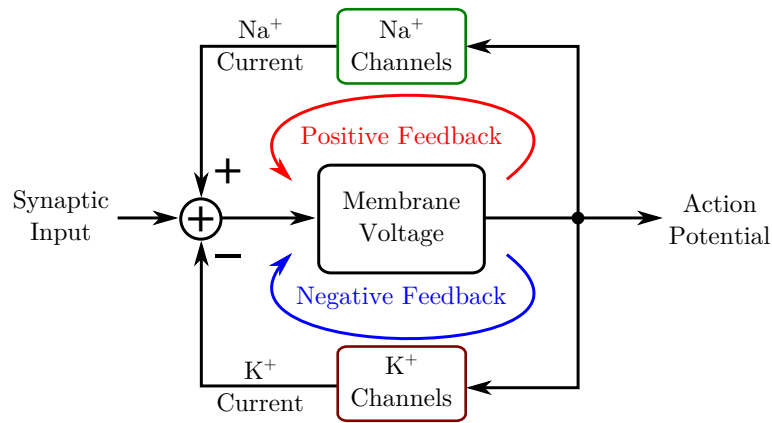 Na⁺
Current
Na⁺
Channels
Positive Feedback
+
Synaptic
Input
+
Membrane
Voltage
Action
Potential
−
Negative Feedback
K⁺
Current
K⁺
Channels